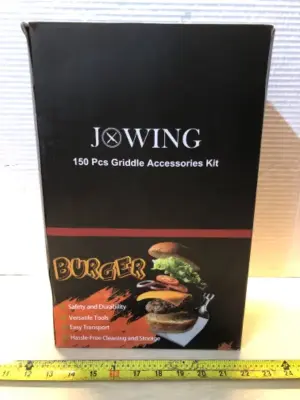 JOWING
150 Pcs Griddle Accessories Kit
BURGER
Safety and Durability
Versatile Tools
Easy Transport
Hassle-Free Cleaning and Storage